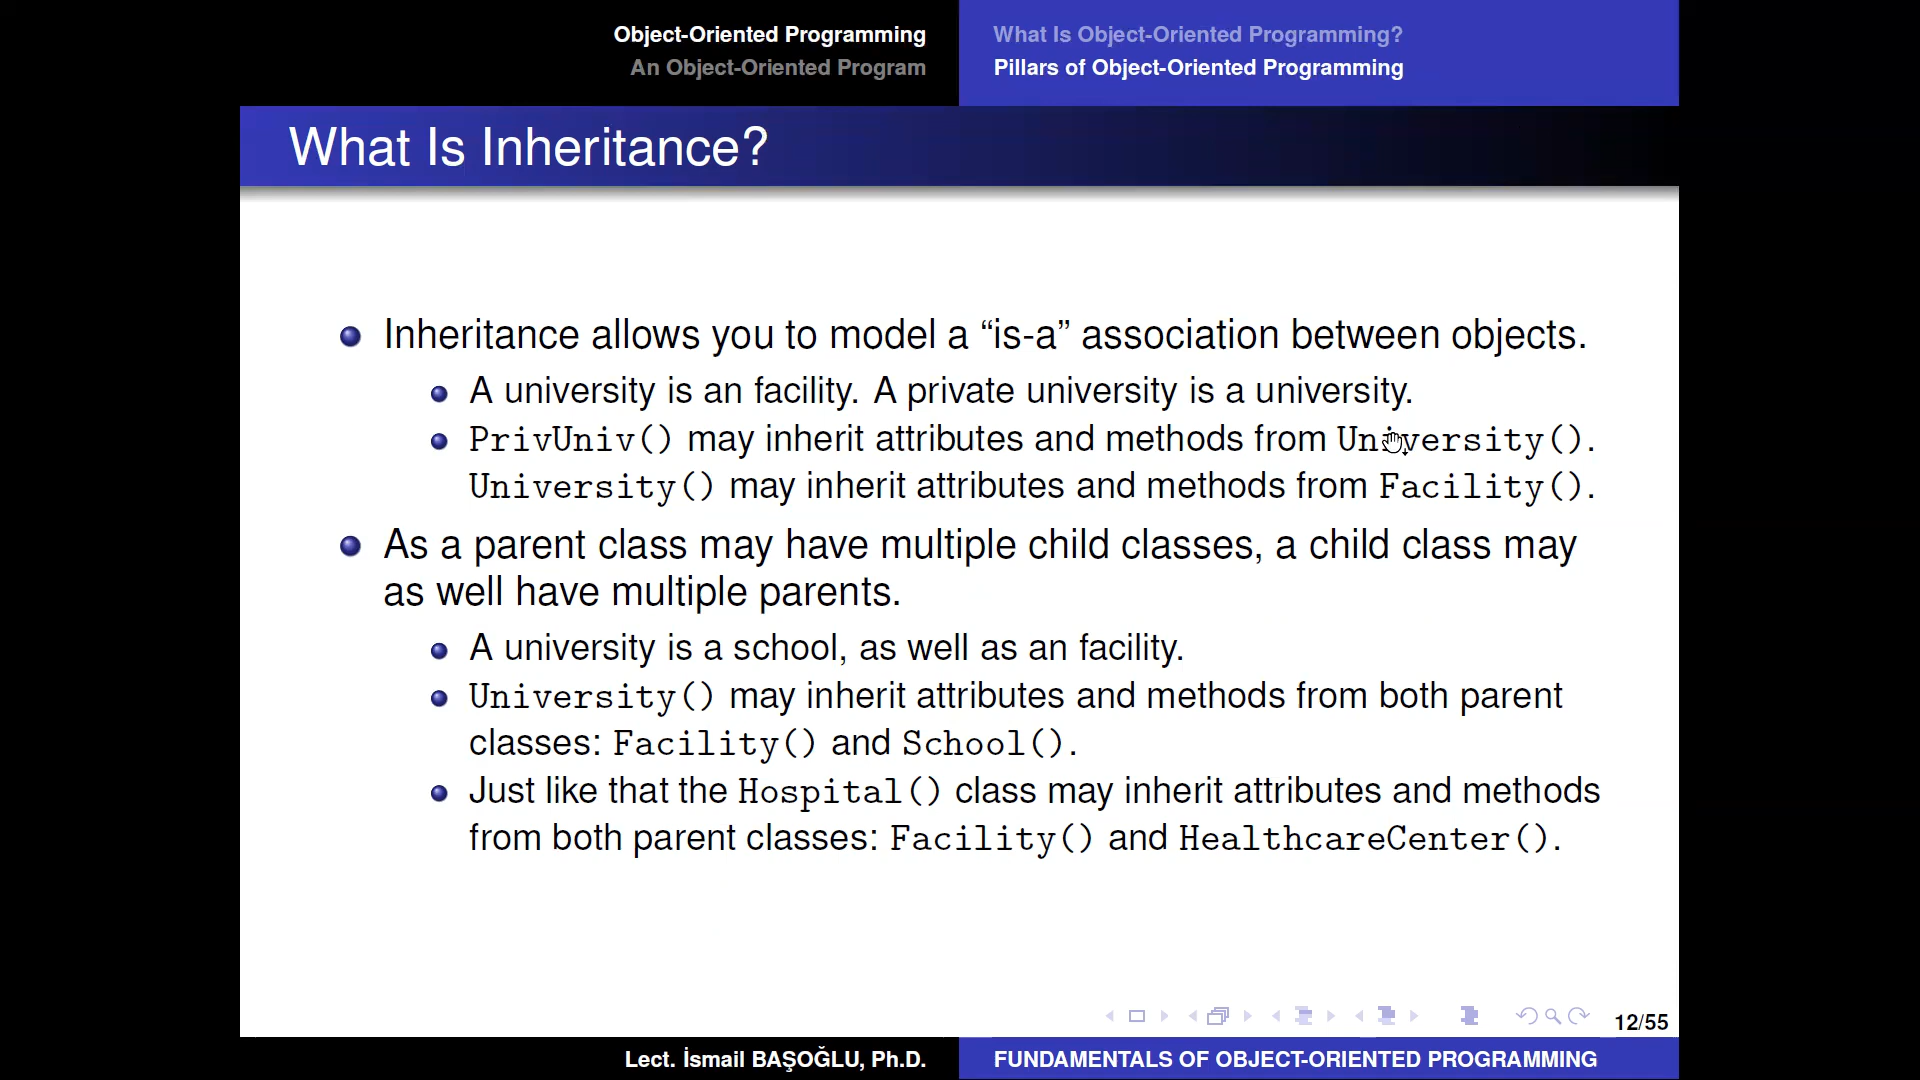 Object-Oriented Programming
An Object-Oriented Program
What Is Object-Oriented Programming?
Pillars of Object-Oriented Programming
What Is Inheritance?
Inheritance allows you to model a “is-a” association between objects.
A university is an facility. A private university is a university.
PrivUniv() may inherit attributes and methods from University().
University() may inherit attributes and methods from Facility().
As a parent class may have multiple child classes, a child class may
as well have multiple parents.
A university is a school, as well as an facility.
University() may inherit attributes and methods from both parent
classes: Facility() and School().
Just like that the Hospital() class may inherit attributes and methods
from both parent classes: Facility() and HealthcareCenter().
12/55
Lect. İsmail BAŞOĞLU, Ph.D.
FUNDAMENTALS OF OBJECT-ORIENTED PROGRAMMING